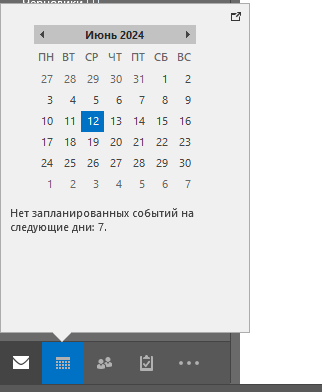 Июнь 2024
ПН ВТ СР ЧТ ПТ СБ ВС
27 28 29 30 31 1 2
3 4 5 6 7 8 9
10 11 12 13 14 15 16
17 18 19 20 21 22 23
24 25 26 27 28 29 30
1 2 3 4 5 6 7
Нет запланированных событий на
следующие дни: 7.